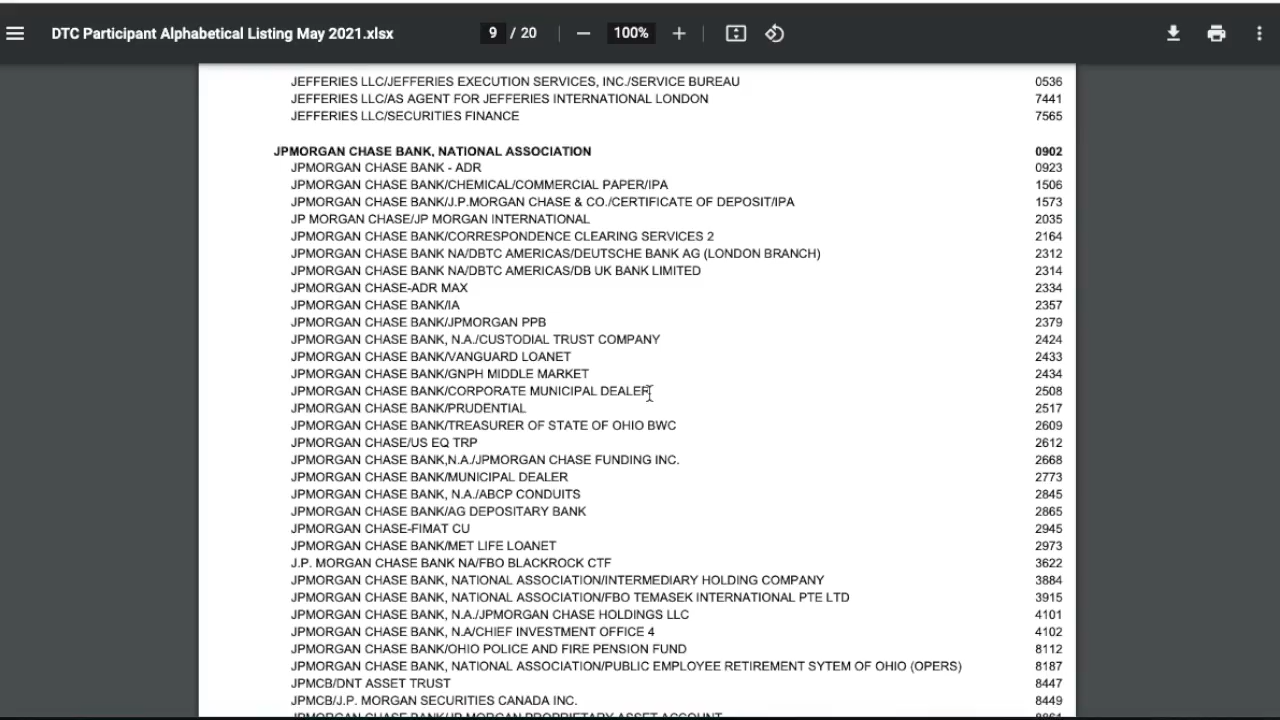 DTC Participant Alphabetical Listing May 2021.xlsx 9 / 20 100%
JEFFERIES LLC/JEFFERIES EXECUTION SERVICES, INC./SERVICE BUREAU 0536
JEFFERIES LLC/AS AGENT FOR JEFFERIES INTERNATIONAL LONDON 7441
JEFFERIES LLC/SECURITIES FINANCE 7565
JPMORGAN CHASE BANK, NATIONAL ASSOCIATION 0902
JPMORGAN CHASE BANK - ADR 0923
JPMORGAN CHASE BANK/CHEMICAL/COMMERCIAL PAPER/IPA 1506
JPMORGAN CHASE BANK/J.P.MORGAN CHASE & CO./CERTIFICATE OF DEPOSIT/IPA 1573
JP MORGAN CHASE/JP MORGAN INTERNATIONAL 2035
JPMORGAN CHASE BANK/CORRESPONDENCE CLEARING SERVICES 2 2164
JPMORGAN CHASE BANK NA/DBTC AMERICAS/DEUTSCHE BANK AG (LONDON BRANCH) 2312
JPMORGAN CHASE BANK NA/DBTC AMERICAS/DB UK BANK LIMITED 2314
JPMORGAN CHASE-ADR MAX 2334
JPMORGAN CHASE BANK/IA 2357
JPMORGAN CHASE BANK/JPMORGAN PPB 2379
JPMORGAN CHASE BANK, N.A./CUSTODIAL TRUST COMPANY 2424
JPMORGAN CHASE BANK/VANGUARD LOANET 2433
JPMORGAN CHASE BANK/GNPH MIDDLE MARKET 2434
JPMORGAN CHASE BANK/CORPORATE MUNICIPAL DEALER 2508
JPMORGAN CHASE BANK/PRUDENTIAL 2517
JPMORGAN CHASE BANK/TREASURER OF STATE OF OHIO BWC 2609
JPMORGAN CHASE/US EQ TRP 2612
JPMORGAN CHASE BANK,N.A./JPMORGAN CHASE FUNDING INC. 2668
JPMORGAN CHASE BANK/MUNICIPAL DEALER 2773
JPMORGAN CHASE BANK, N.A./ABCP CONDUITS 2845
JPMORGAN CHASE BANK/AG DEPOSITARY BANK 2865
JPMORGAN CHASE-FIMAT CU 2945
JPMORGAN CHASE BANK/MET LIFE LOANET 2973
J.P. MORGAN CHASE BANK NA/FBO BLACKROCK CTF 3622
JPMORGAN CHASE BANK, NATIONAL ASSOCIATION/INTERMEDIARY HOLDING COMPANY 3884
JPMORGAN CHASE BANK, NATIONAL ASSOCIATION/FBO TEMASEK INTERNATIONAL PTE LTD 3915
JPMORGAN CHASE BANK, N.A./JPMORGAN CHASE HOLDINGS LLC 4101
JPMORGAN CHASE BANK, N.A/CHIEF INVESTMENT OFFICE 4 4102
JPMORGAN CHASE BANK/OHIO POLICE AND FIRE PENSION FUND 8112
JPMORGAN CHASE BANK, NATIONAL ASSOCIATION/PUBLIC EMPLOYEE RETIREMENT SYTEM OF OHIO (OPERS) 8187
JPMCB/DNT ASSET TRUST 8447
JPMCB/J.P. MORGAN SECURITIES CANADA INC. 8449
JPMORGAN CHASE BANK/JP MORGAN PROPRIETARY ASSET ACCOUNT